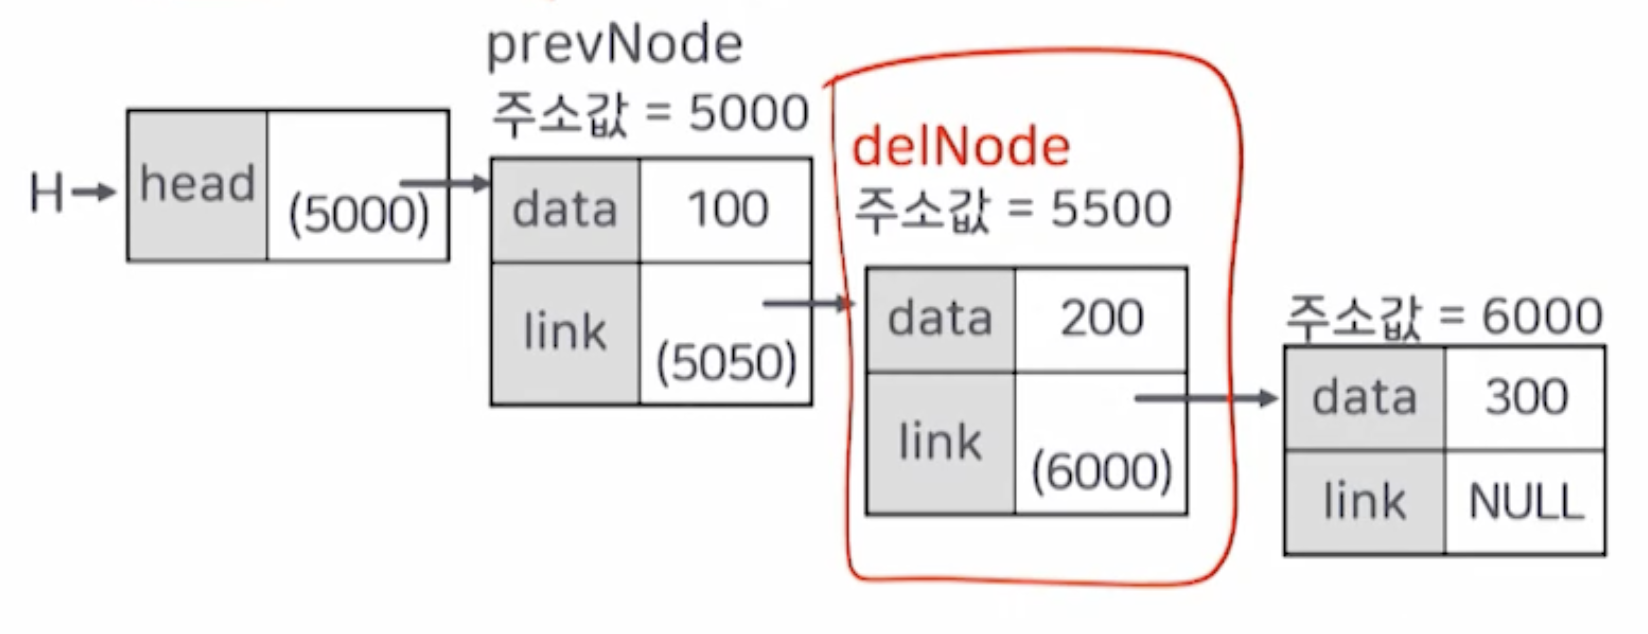 H
head
(5000)
prevNode
주소값 = 5000
data 100
link (5050)
delNode
주소값 = 5500
data 200
link (6000)
주소값 = 6000
data 300
link NULL